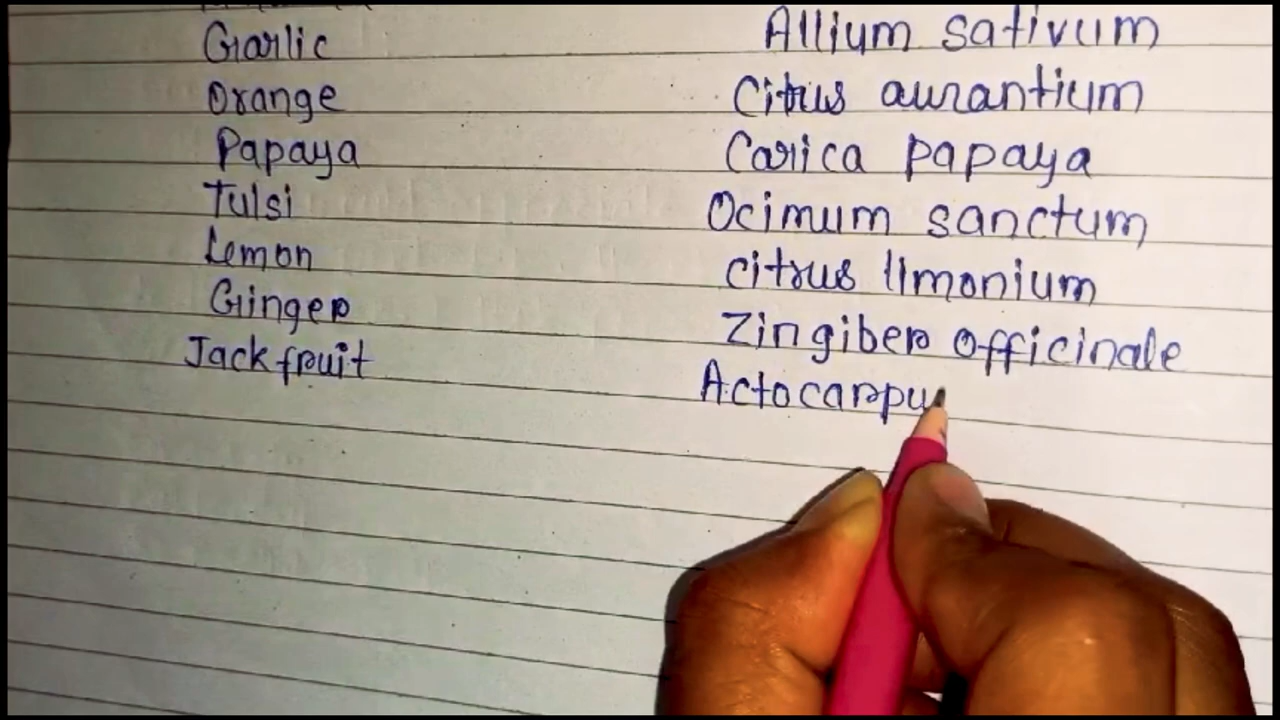 Garlic Allium sativum
Orange Citrus aurantium
Papaya Carica papaya
Tulsi Ocimum sanctum
Lemon citrus limonium
Ginger Zingiber officinale
Jackfruit Actocarpu